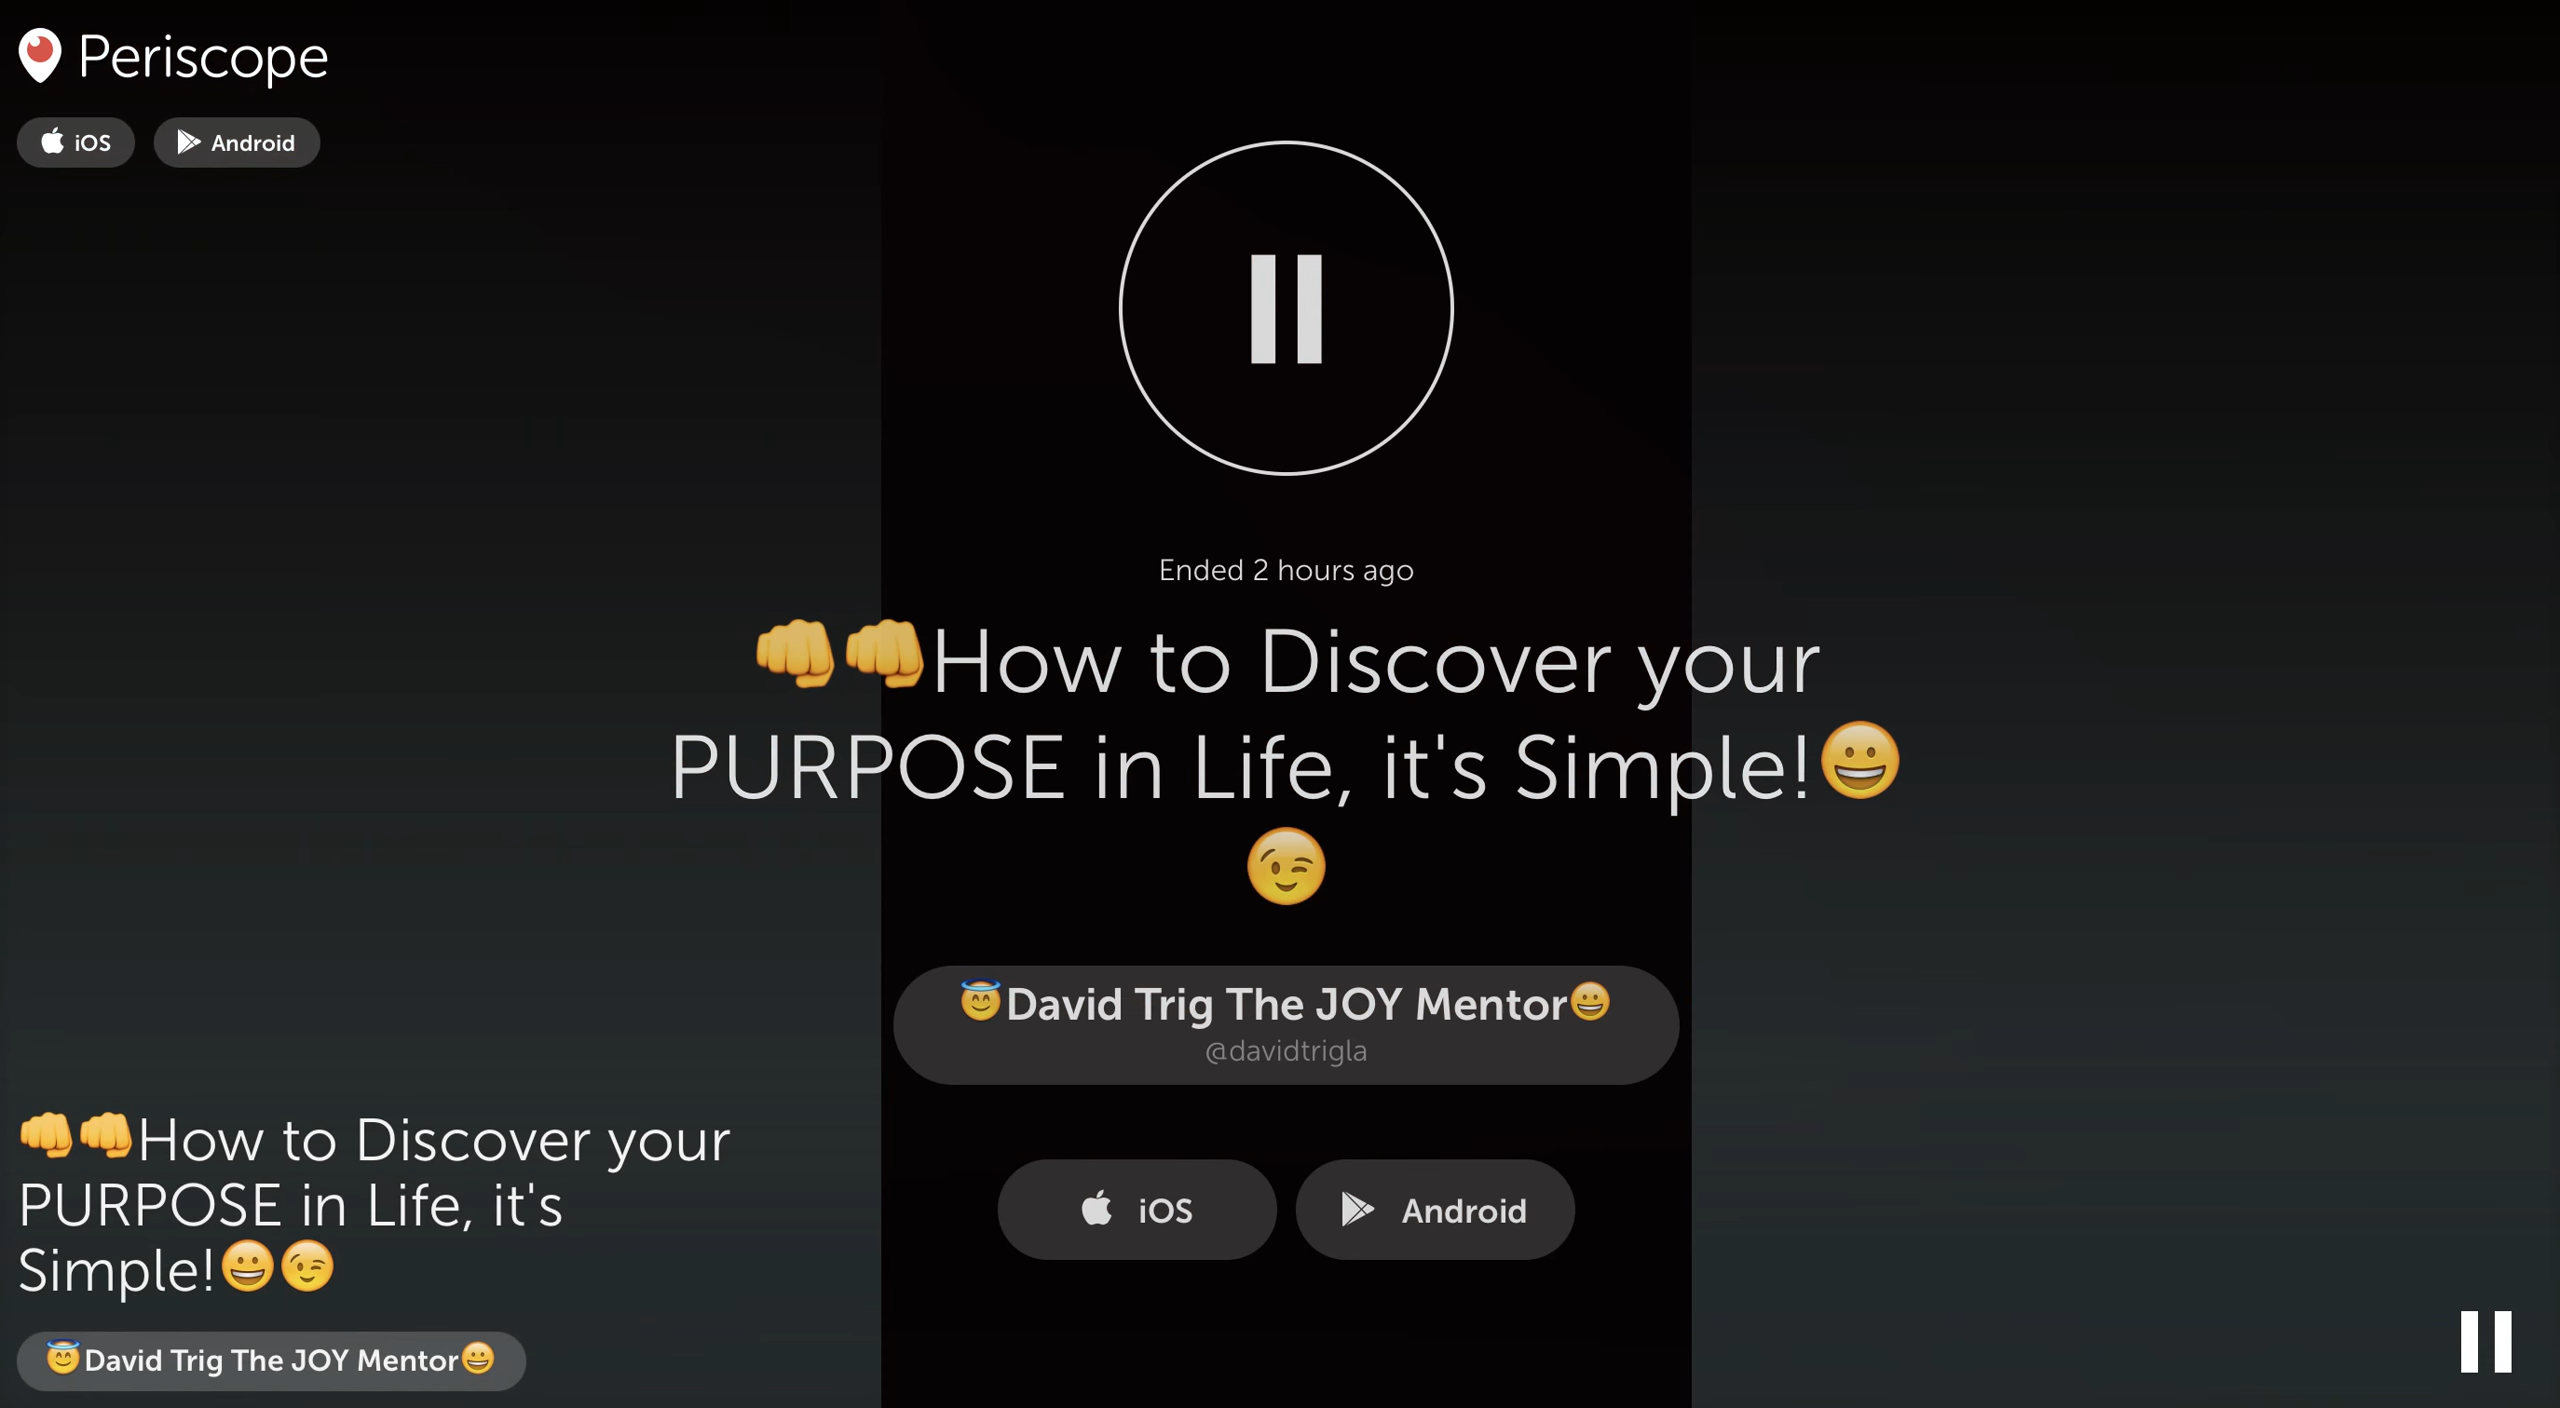 Periscope
iOS
Android
Ended 2 hours ago
👊👊How to Discover your
PURPOSE in Life, it's Simple!😀
😉
😇David Trig The JOY Mentor😀
@davidtrigla
iOS
Android
👊👊How to Discover your
PURPOSE in Life, it's
Simple!😀😉
😇David Trig The JOY Mentor😀